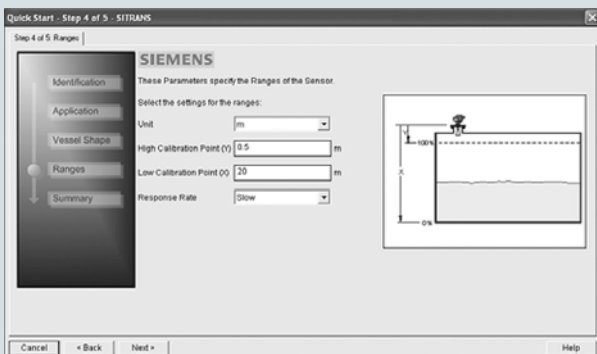 Quick Start - Step 4 of 5 - SITRANS
Step 4 of 5: Ranges
SIEMENS
Identification
Application
Vessel Shape
Ranges
Summary
These Parameters specify the Ranges of the Sensor.
Select the settings for the ranges:
Unit m
High Calibration Point (Y) 0.5 m
Low Calibration Point (X) 20 m
Response Rate Slow
Y
100%
X
0%
Cancel < Back Next > Help